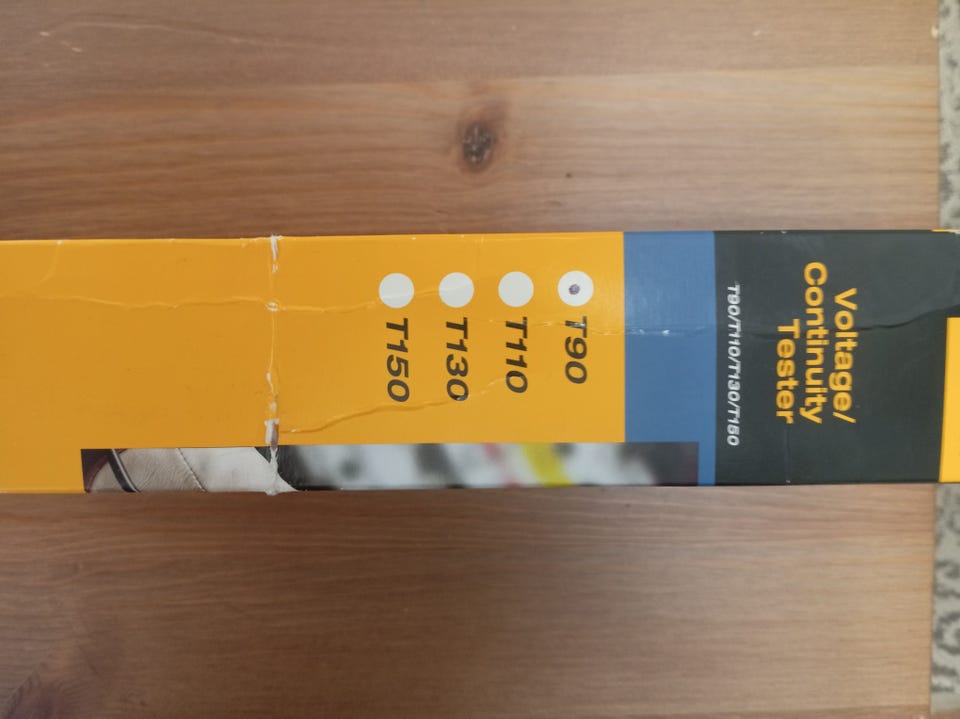 Voltage/
Continuity
Tester
T90/T110/T130/T150
T90
T110
T130
T150